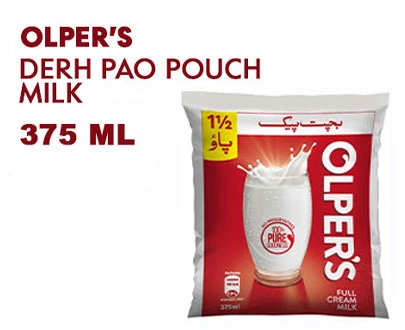 OLPER'S
DERH PAO POUCH
MILK
375 ML
بچت پیک
1½
پاؤ
OLPER'S
100%
PURE
GOODNESS
FULL
CREAM
MILK
375ml